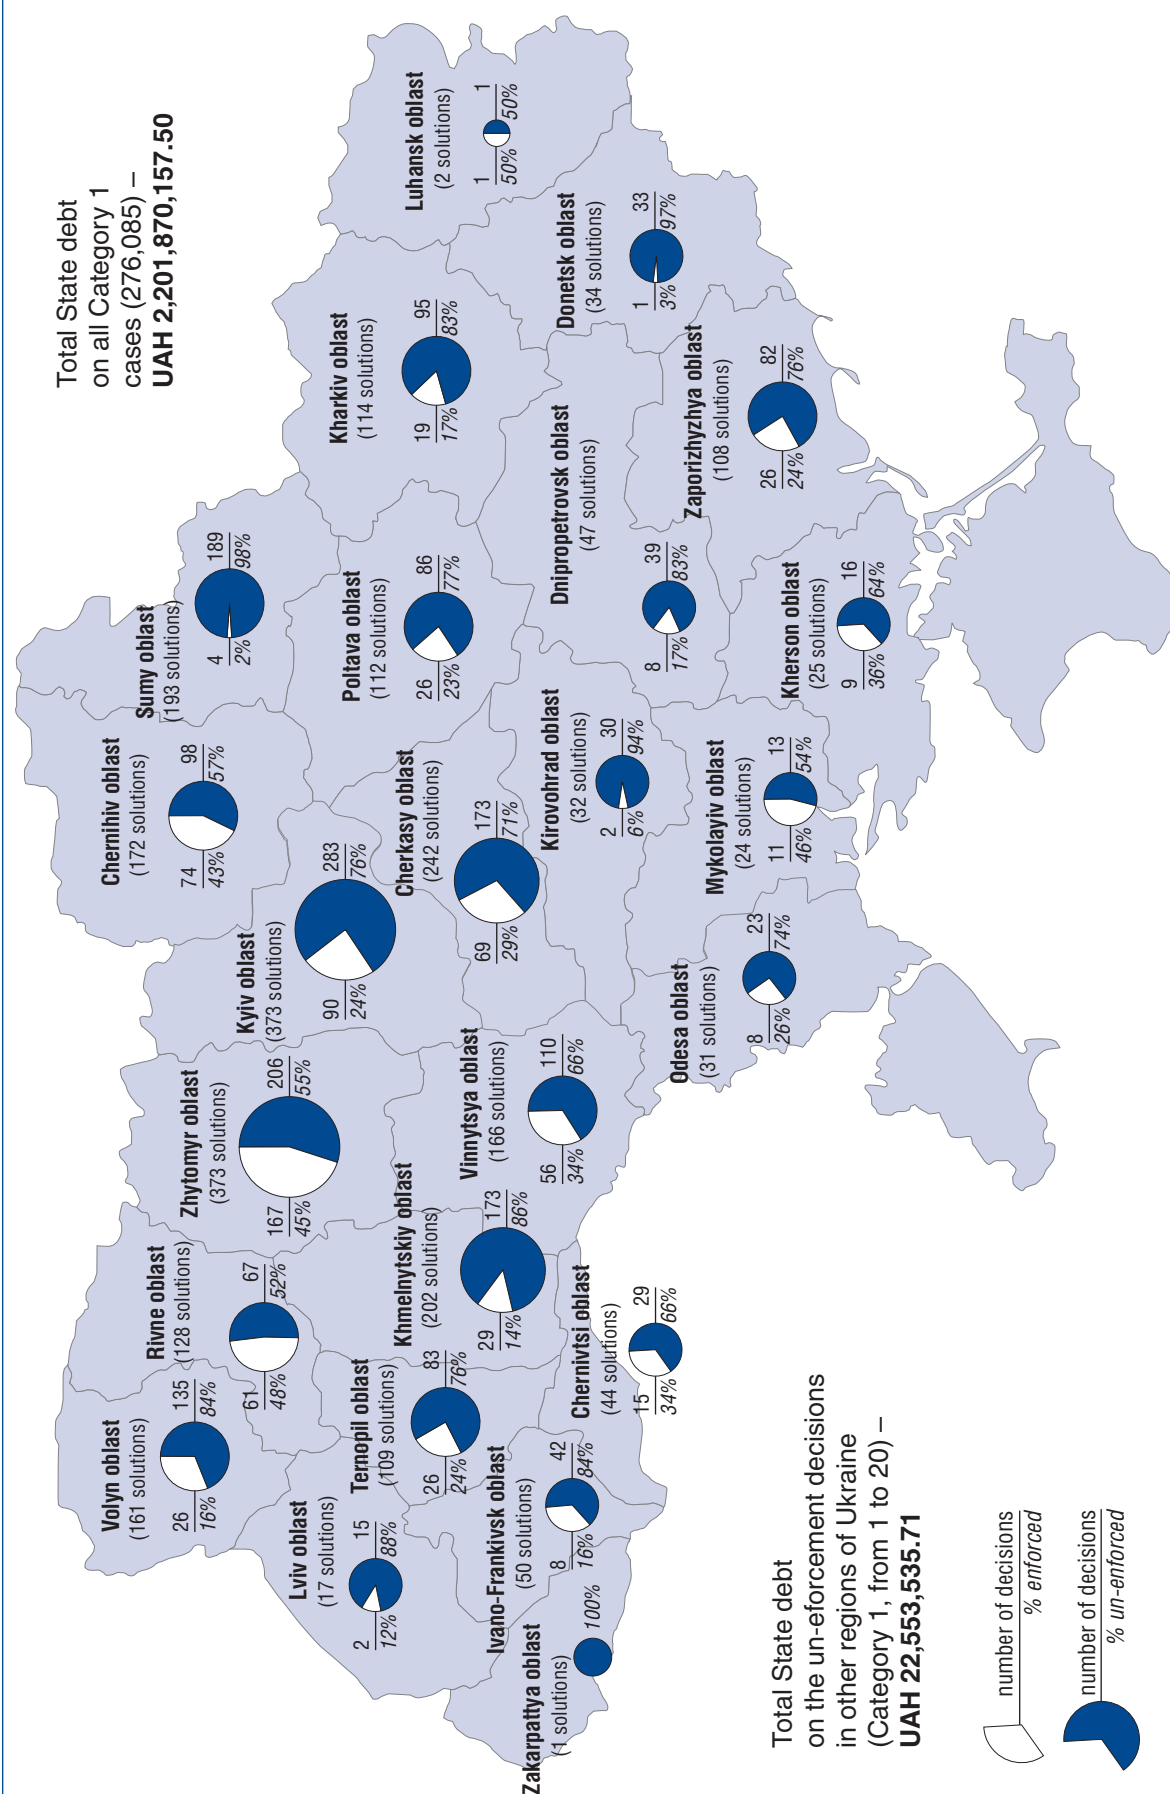 Total State debt
on all Category 1
cases (276,085) –
UAH 2,201,870,157.50
Volyn oblast
(161 solutions)
26
16%
135
84%
Rivne oblast
(128 solutions)
61
48%
67
52%
Zhytomyr oblast
(373 solutions)
167
45%
206
55%
Kyiv oblast
(373 solutions)
90
24%
283
76%
Chernihiv oblast
(172 solutions)
74
43%
98
57%
Sumy oblast
(193 solutions)
4
2%
189
98%
Lviv oblast
(17 solutions)
2
12%
15
88%
Ternopil oblast
(109 solutions)
26
24%
83
76%
Khmelnytskiy oblast
(202 solutions)
29
14%
173
86%
Vinnytsya oblast
(166 solutions)
56
34%
110
66%
Cherkasy oblast
(242 solutions)
69
29%
173
71%
Poltava oblast
(112 solutions)
26
23%
86
77%
Kharkiv oblast
(114 solutions)
19
17%
95
83%
Luhansk oblast
(2 solutions)
1
50%
1
50%
Zakarpattya oblast
(1 solutions)
100%
Ivano-Frankivsk oblast
(50 solutions)
8
16%
42
84%
Chernivtsi oblast
(44 solutions)
15
34%
29
66%
Kirovohrad oblast
(32 solutions)
2
6%
30
94%
Dnipropetrovsk oblast
(47 solutions)
8
17%
39
83%
Donetsk oblast
(34 solutions)
1
3%
33
97%
Odesa oblast
(31 solutions)
8
26%
23
74%
Mykolayiv oblast
(24 solutions)
11
46%
13
54%
Kherson oblast
(25 solutions)
9
36%
16
64%
Zaporizhzhya oblast
(108 solutions)
26
24%
82
76%
Total State debt
on the un-eforcement decisions
in other regions of Ukraine
(Category 1, from 1 to 20) –
UAH 22,553,535.71
number of decisions
% enforced
number of decisions
% un-enforced